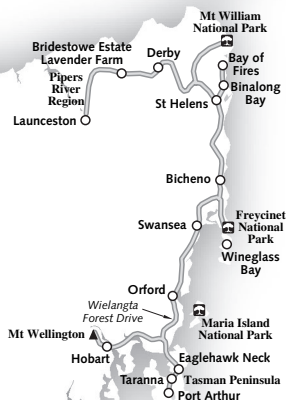 Mt William
National Park
Bridestowe Estate
Lavender Farm
Derby
Bay of
Fires
Pipers
River
Region
Binalong
Bay
St Helens
Launceston
Bicheno
Freycinet
National
Park
Swansea
Wineglass
Bay
Orford
Wielangta
Forest Drive
Maria Island
National Park
Mt Wellington
Hobart
Eaglehawk Neck
Taranna
Tasman Peninsula
Port Arthur